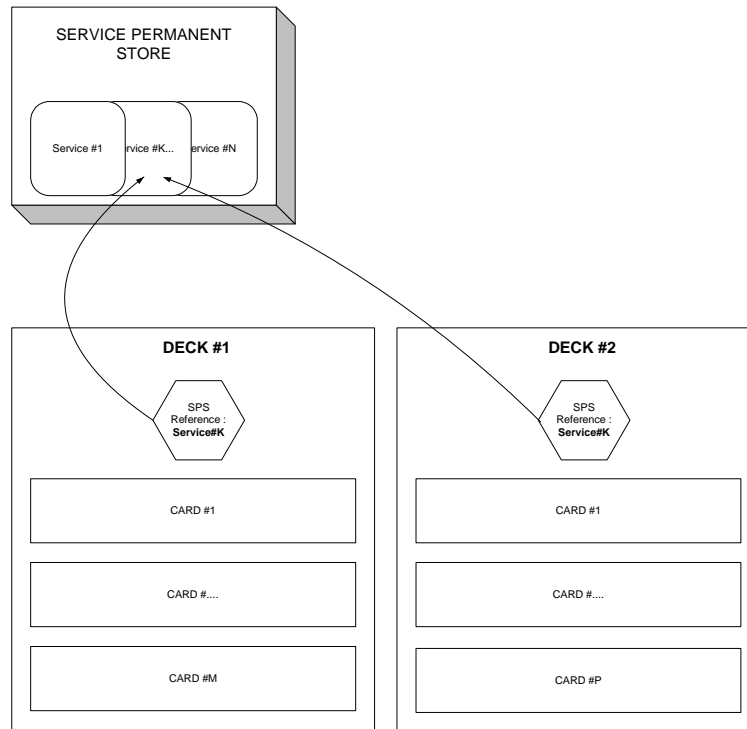 SERVICE PERMANENT
STORE
Service #1
rvice #K...
ervice #N
DECK #1
SPS
Reference :
Service#K
CARD #1
CARD #....
CARD #M
DECK #2
SPS
Reference :
Service#K
CARD #1
CARD #....
CARD #P